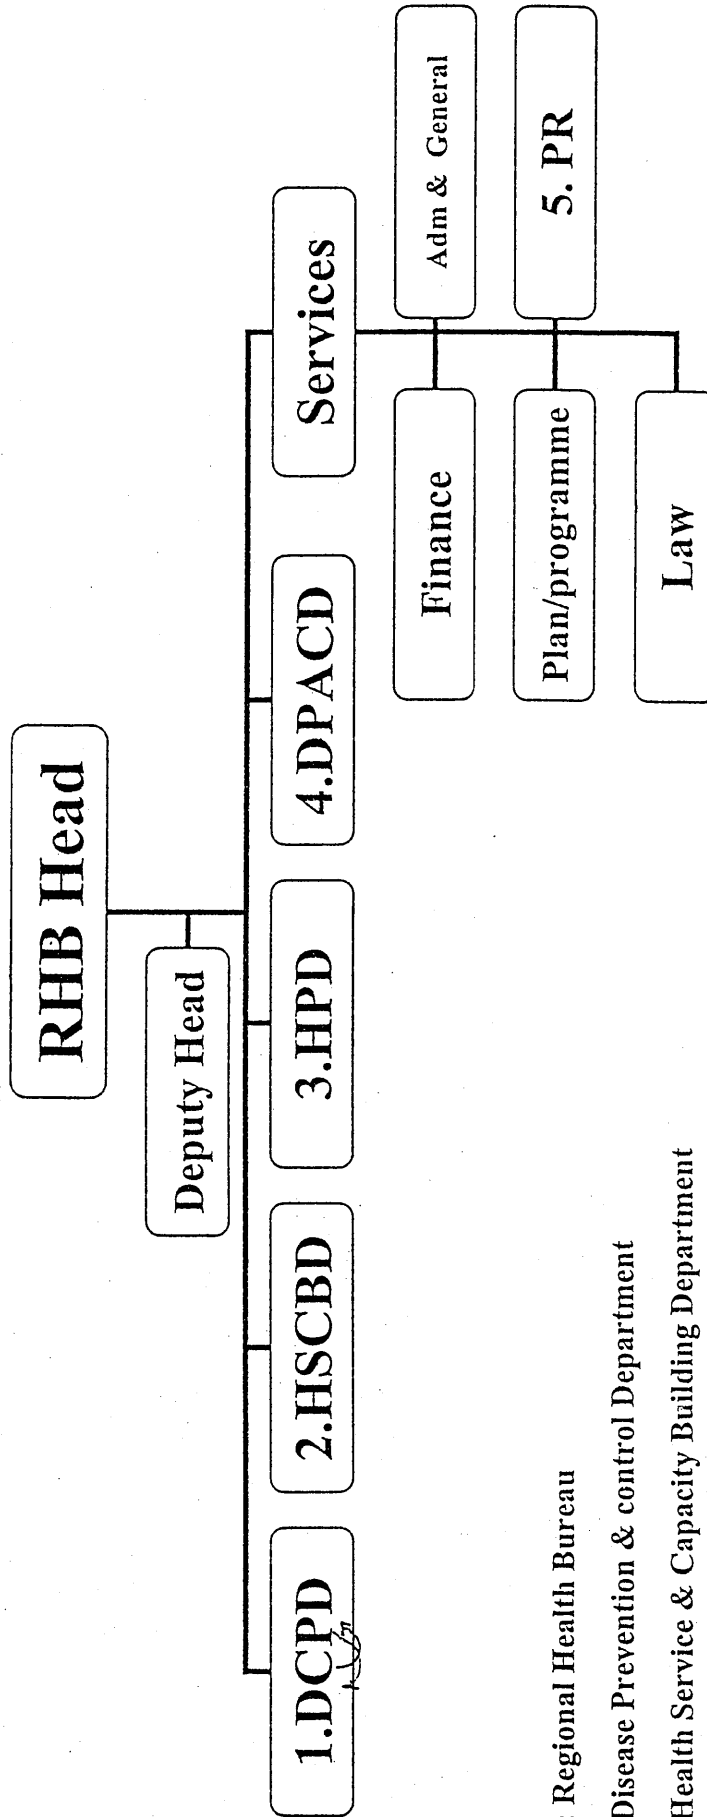 RHB Head
Deputy Head
1.DCPD
2.HSCBD
3.HPD
4.DPACD
Services
Finance
Adm & General
Plan/programme
5. PR
Law
: Regional Health Bureau
Disease Prevention & control Department
Health Service & Capacity Building Department